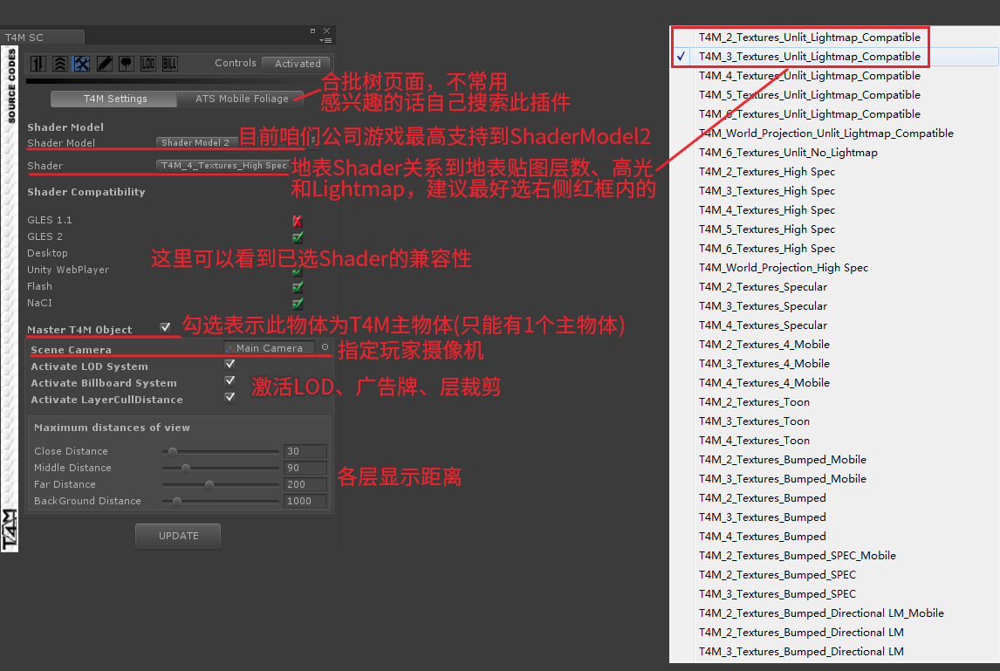 T4M SC
SOURCE CODES
LOD
BILL
Controls
Activated
T4M Settings
ATS Mobile Foliage
合批树页面，不常用
感兴趣的话自己搜索此插件
Shader Model
Shader Model
Shader Model 2
目前咱们公司游戏最高支持到ShaderModel2
Shader
T4M_4_Textures_High Spec
地表Shader关系到地表贴图层数、高光
和Lightmap，建议最好选右侧红框内的
Shader Compatibility
GLES 1.1
GLES 2
Desktop
Unity WebPlayer
Flash
NaCI
这里可以看到已选Shader的兼容性
Master T4M Object
勾选表示此物体为T4M主物体(只能有1个主物体)
Scene Camera
Main Camera
指定玩家摄像机
Activate LOD System
Activate Billboard System
Activate LayerCullDistance
激活LOD、广告牌、层裁剪
Maximum distances of view
Close Distance
30
Middle Distance
90
Far Distance
200
BackGround Distance
1000
各层显示距离
T4M
UPDATE
T4M_2_Textures_Unlit_Lightmap_Compatible
T4M_3_Textures_Unlit_Lightmap_Compatible
T4M_4_Textures_Unlit_Lightmap_Compatible
T4M_5_Textures_Unlit_Lightmap_Compatible
T4M_6_Textures_Unlit_Lightmap_Compatible
T4M_World_Projection_Unlit_Lightmap_Compatible
T4M_6_Textures_Unlit_No_Lightmap
T4M_2_Textures_High Spec
T4M_3_Textures_High Spec
T4M_4_Textures_High Spec
T4M_5_Textures_High Spec
T4M_6_Textures_High Spec
T4M_World_Projection_High Spec
T4M_2_Textures_Specular
T4M_3_Textures_Specular
T4M_4_Textures_Specular
T4M_2_Textures_4_Mobile
T4M_3_Textures_4_Mobile
T4M_4_Textures_4_Mobile
T4M_2_Textures_Toon
T4M_3_Textures_Toon
T4M_4_Textures_Toon
T4M_2_Textures_Bumped_Mobile
T4M_3_Textures_Bumped_Mobile
T4M_2_Textures_Bumped
T4M_3_Textures_Bumped
T4M_4_Textures_Bumped
T4M_2_Textures_Bumped_SPEC_Mobile
T4M_2_Textures_Bumped_SPEC
T4M_3_Textures_Bumped_SPEC
T4M_2_Textures_Bumped_Directional LM_Mobile
T4M_2_Textures_Bumped_Directional LM
T4M_3_Textures_Bumped_Directional LM